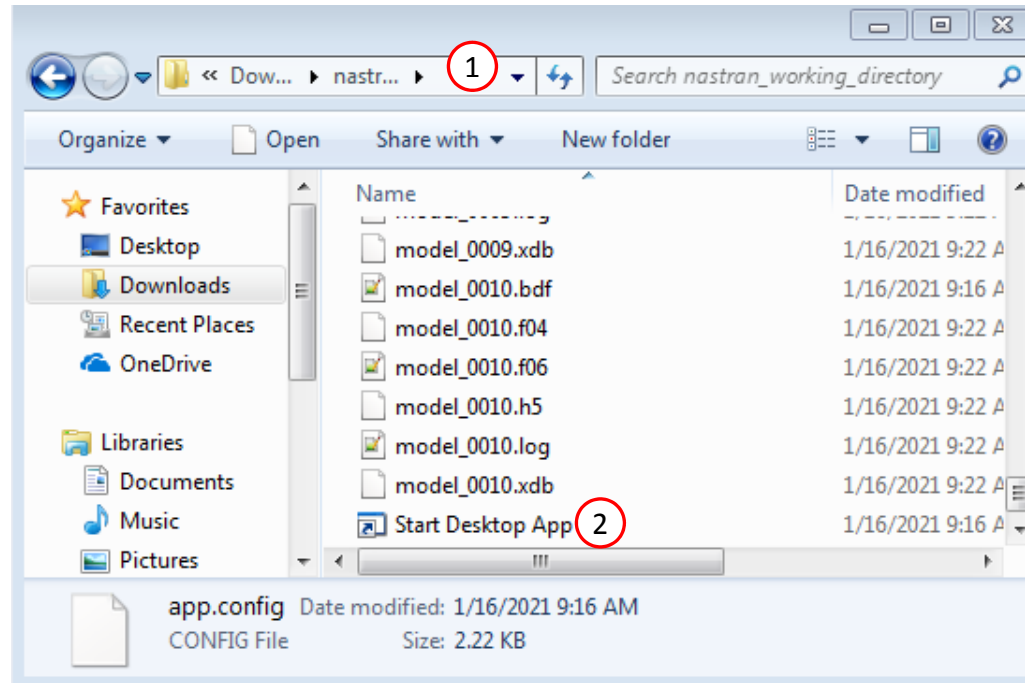 « Dow... nastr... 1 Search nastran_working_directory
Organize Open Share with New folder
Name Date modified
Favorites
Desktop model_0009.xdb 1/16/2021 9:22 A
Downloads model_0010.bdf 1/16/2021 9:16 A
Recent Places model_0010.f04 1/16/2021 9:22 A
OneDrive model_0010.f06 1/16/2021 9:22 A
model_0010.h5 1/16/2021 9:22 A
Libraries model_0010.log 1/16/2021 9:22 A
Documents model_0010.xdb 1/16/2021 9:22 A
Music Start Desktop App 2 1/16/2021 9:16 A
Pictures
app.config Date modified: 1/16/2021 9:16 AM
CONFIG File Size: 2.22 KB